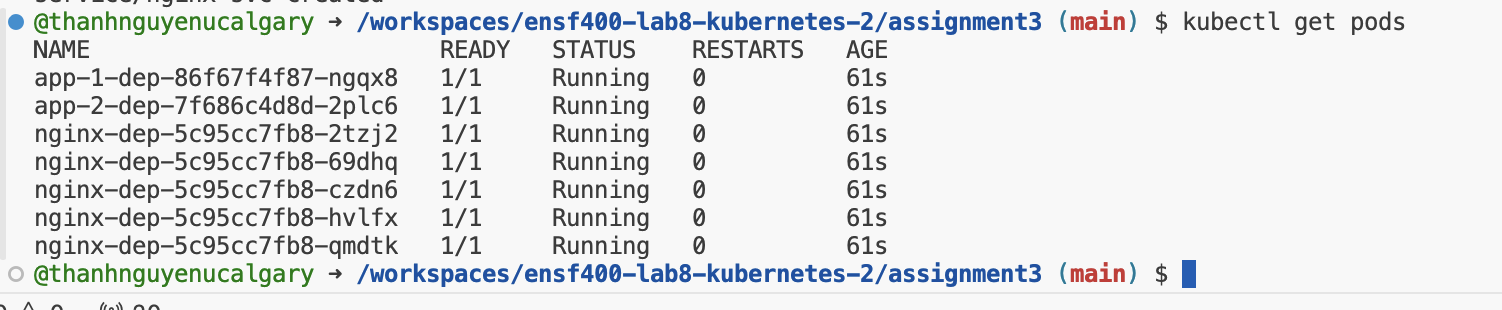 service/nginx-svc created
@thanhnguyenucalgary → /workspaces/ensf400-lab8-kubernetes-2/assignment3 (main) $ kubectl get pods
NAME READY STATUS RESTARTS AGE
app-1-dep-86f67f4f87-ngqx8 1/1 Running 0 61s
app-2-dep-7f686c4d8d-2plc6 1/1 Running 0 61s
nginx-dep-5c95cc7fb8-2tzj2 1/1 Running 0 61s
nginx-dep-5c95cc7fb8-69dhq 1/1 Running 0 61s
nginx-dep-5c95cc7fb8-czdn6 1/1 Running 0 61s
nginx-dep-5c95cc7fb8-hvlfx 1/1 Running 0 61s
nginx-dep-5c95cc7fb8-qmdtk 1/1 Running 0 61s
@thanhnguyenucalgary → /workspaces/ensf400-lab8-kubernetes-2/assignment3 (main) $